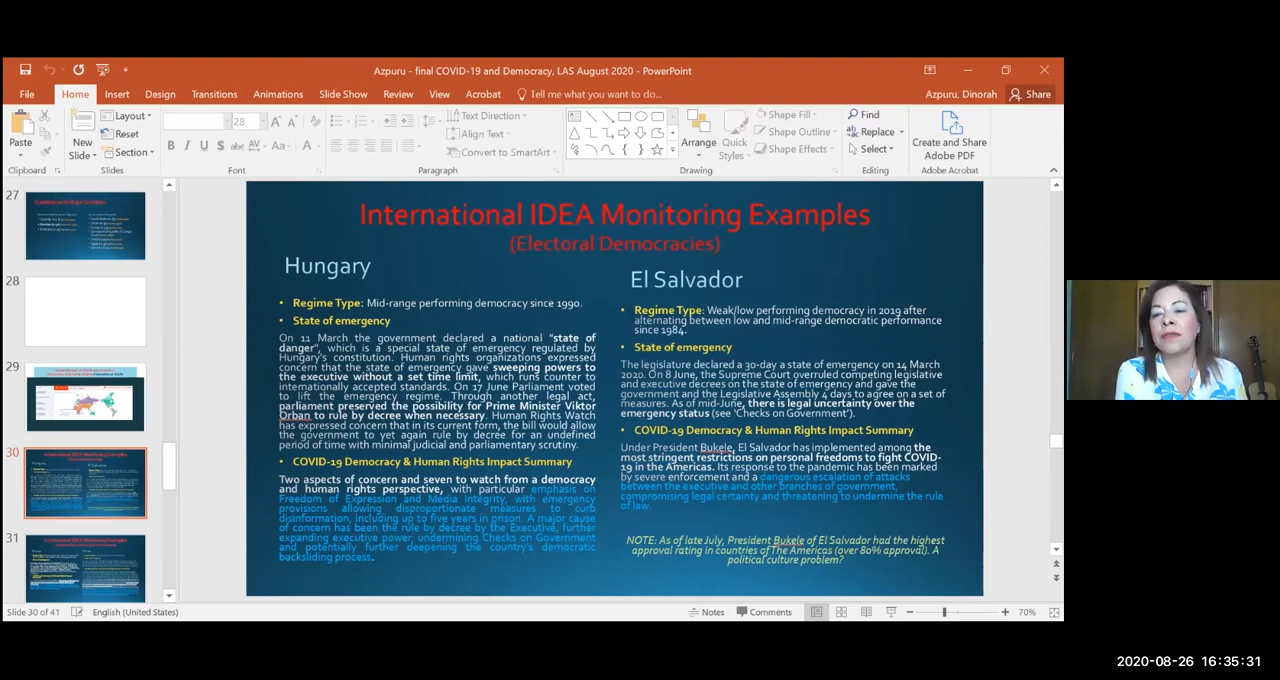 Azpuru - final COVID-19 and Democracy, LAS August 2020 - PowerPoint
File Home Insert Design Transitions Animations Slide Show Review View Acrobat Tell me what you want to do... Azpuru, Dinorah Share
Paste
Clipboard
New Slide
Layout
Reset
Section
Slides
28
B I U S abc AV Aa A
Font
Text Direction
Align Text
Convert to SmartArt
Paragraph
Arrange
Quick Styles
Shape Fill
Shape Outline
Shape Effects
Drawing
Find
Replace
Select
Editing
Create and Share
Adobe PDF
Adobe Acrobat
27
28
29
30
31
International IDEA Monitoring Examples
(Electoral Democracies)
Hungary
• Regime Type: Mid-range performing democracy since 1990.
• State of emergency
On 11 March the government declared a national "state of
danger", which is a special state of emergency regulated by
Hungary's constitution. Human rights organizations expressed
concern that the state of emergency gave sweeping powers to
the executive without a set time limit, which runs counter to
internationally accepted standards. On 17 June Parliament voted
to lift the emergency regime. Through another legal act,
parliament preserved the possibility for Prime Minister Viktor
Orban to rule by decree when necessary. Human Rights Watch
has expressed concern that in its current form, the bill would allow
the government to yet again rule by decree for an undefined
period of time with minimal judicial and parliamentary scrutiny.
• COVID-19 Democracy & Human Rights Impact Summary
Two aspects of concern and seven to watch from a democracy
and human rights perspective, with particular emphasis on
Freedom of Expression and Media Integrity, with emergency
provisions allowing disproportionate measures to curb
disinformation, including up to five years in prison. A major cause
of concern has been the rule by decree by the Executive, further
expanding executive power, undermining Checks on Government
and potentially further deepening the country's democratic
backsliding process.
El Salvador
• Regime Type: Weak/low performing democracy in 2019 after
alternating between low and mid-range democratic performance
since 1984.
• State of emergency
The legislature declared a 30-day a state of emergency on 14 March
2020. On 8 June, the Supreme Court overruled competing legislative
and executive decrees on the state of emergency and gave the
government and the Legislative Assembly 4 days to agree on a set of
measures. As of mid-June, there is legal uncertainty over the
emergency status (see 'Checks on Government').
• COVID-19 Democracy & Human Rights Impact Summary
Under President Bukele, El Salvador has implemented among the
most stringent restrictions on personal freedoms to fight COVID-
19 in the Americas. Its response to the pandemic has been marked
by severe enforcement and a dangerous escalation of attacks
between the executive and other branches of government,
compromising legal certainty and threatening to undermine the rule
of law.
NOTE: As of late July, President Bukele of El Salvador had the highest
approval rating in countries of The Americas (over 80% approval). A
political culture problem?
Slide 30 of 41 English (United States) Notes Comments 70%
2020-08-26 16:35:31